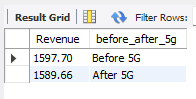 Result Grid Filter Rows:
Revenue before_after_5g
1597.70 Before 5G
1589.66 After 5G